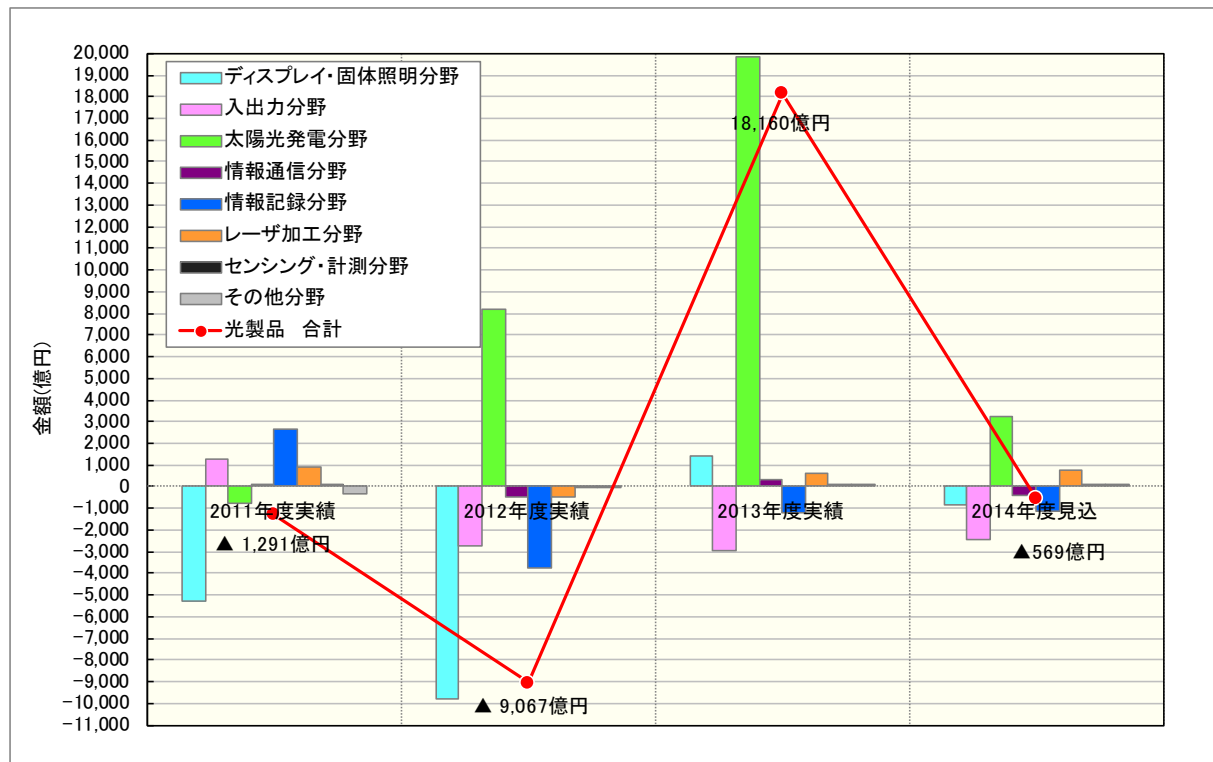 金額(億円)
20,000
19,000
18,000
17,000
16,000
15,000
14,000
13,000
12,000
11,000
10,000
9,000
8,000
7,000
6,000
5,000
4,000
3,000
2,000
1,000
0
−1,000
−2,000
−3,000
−4,000
−5,000
−6,000
−7,000
−8,000
−9,000
−10,000
−11,000
ディスプレイ・固体照明分野
入出力分野
太陽光発電分野
情報通信分野
情報記録分野
レーザ加工分野
センシング・計測分野
その他分野
光製品 合計
18,160億円
2011年度実績
2012年度実績
2013年度実績
2014年度見込
▲ 1,291億円
▲569億円
▲ 9,067億円